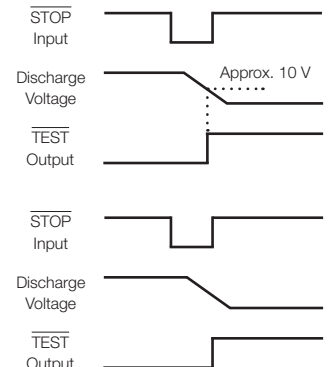 STOP
Input
Discharge
Voltage
Approx. 10 V
TEST
Output
STOP
Input
Discharge
Voltage
TEST
Output